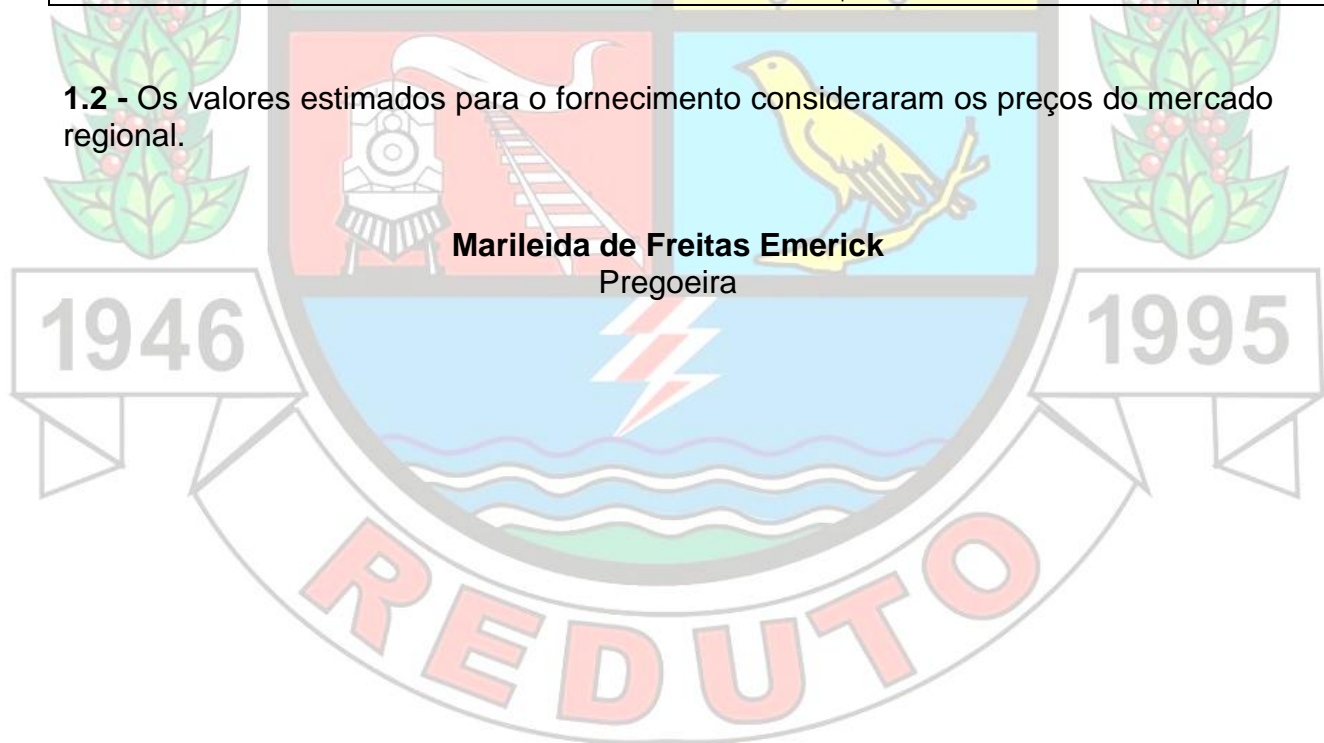 1.2 - Os valores estimados para o fornecimento consideraram os preços do mercado
regional.
Marileida de Freitas Emerick
Pregoeira
1946
1995
REDUTO